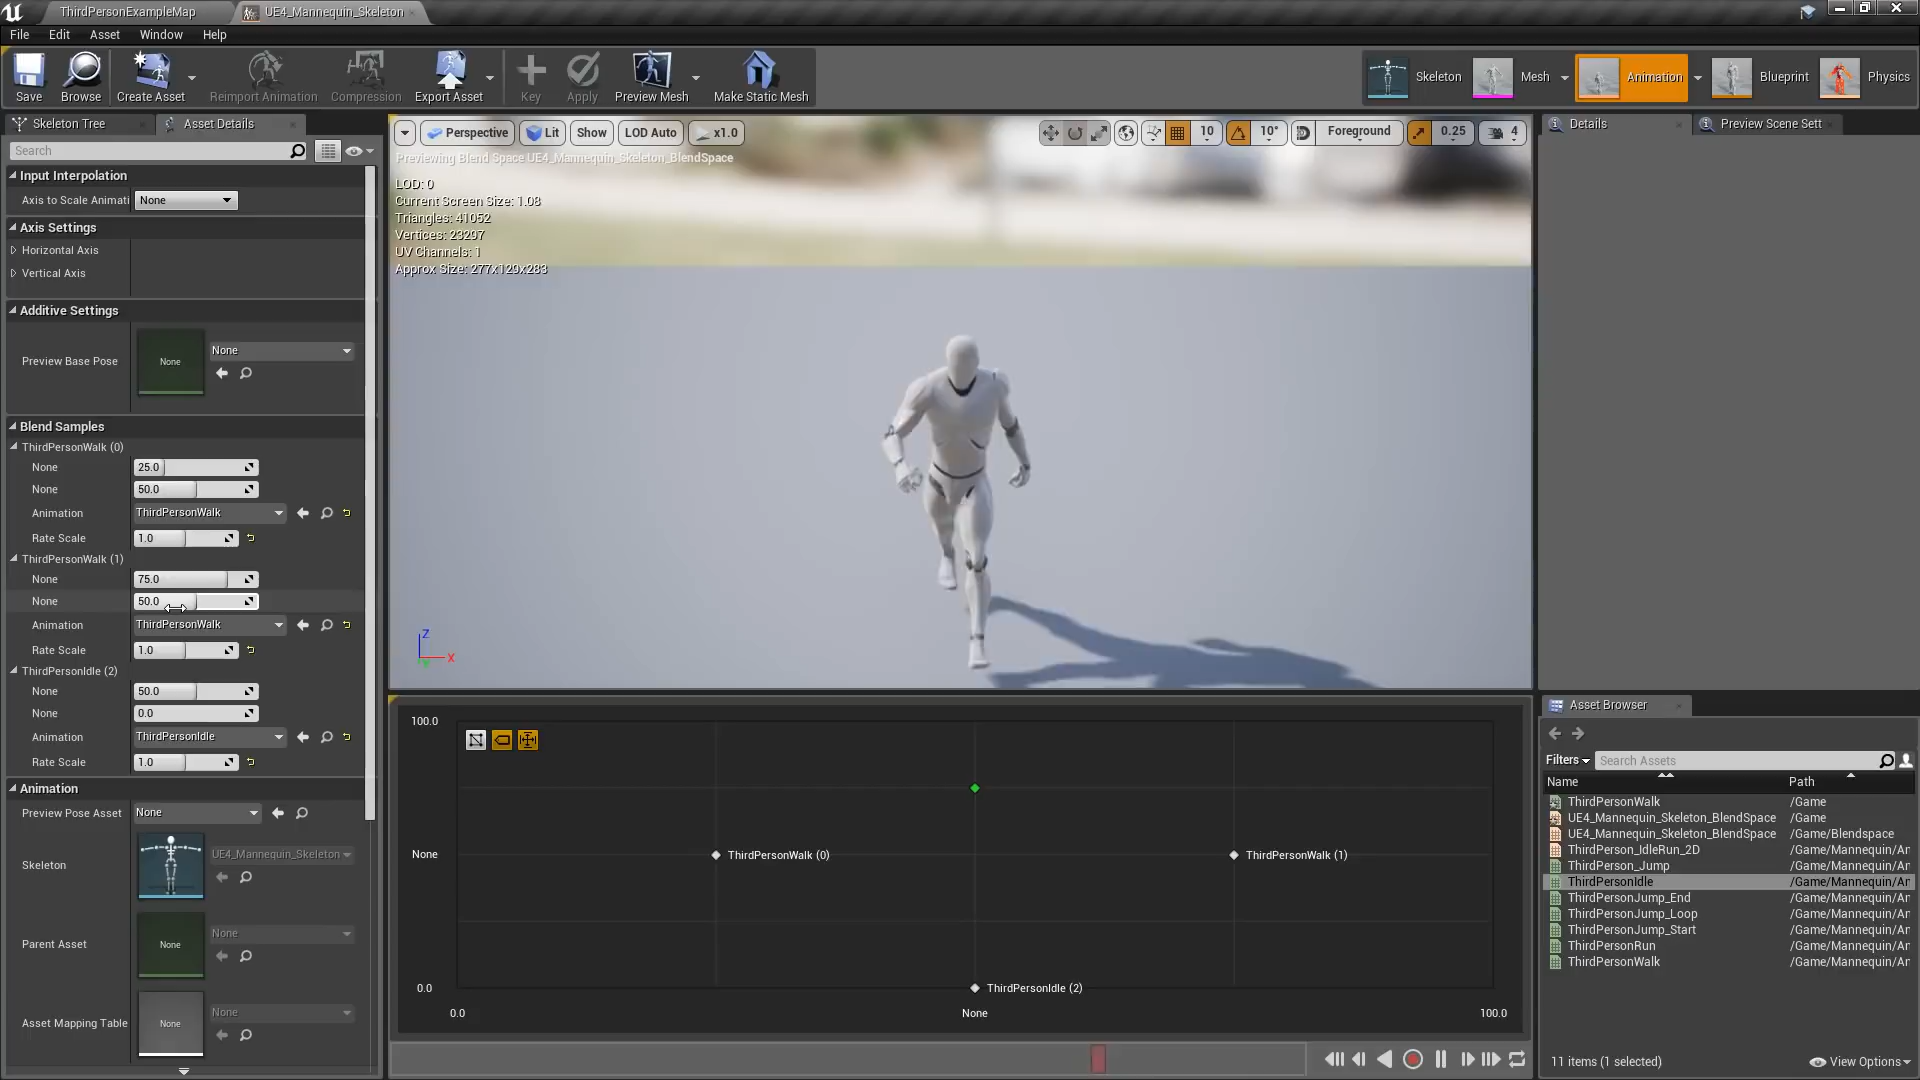 ThirdPersonExampleMap
UE4_Mannequin_Skeleton
File Edit Asset Window Help
Save
Browse
Create Asset
Reimport Animation
Compression
Export Asset
Key
Apply
Preview Mesh
Make Static Mesh
Skeleton
Mesh
Animation
Blueprint
Physics
Skeleton Tree
Asset Details
Search
Input Interpolation
Axis to Scale Animati None
Axis Settings
Horizontal Axis
Vertical Axis
Additive Settings
Preview Base Pose None None
Blend Samples
ThirdPersonWalk (0)
None 25.0
None 50.0
Animation ThirdPersonWalk
Rate Scale 1.0
ThirdPersonWalk (1)
None 75.0
None 50.0
Animation ThirdPersonWalk
Rate Scale 1.0
ThirdPersonIdle (2)
None 50.0
None 0.0
Animation ThirdPersonIdle
Rate Scale 1.0
Animation
Preview Pose Asset None
Skeleton UE4_Mannequin_Skeleton
Parent Asset None None
Asset Mapping Table None None
Perspective Lit Show LOD Auto x1.0
10 10° Foreground 0.25 4
Previewing Blend Space UE4_Mannequin_Skeleton_BlendSpace
LOD: 0
Current Screen Size: 1.08
Triangles: 41052
Vertices: 23297
UV Channels: 1
Approx Size: 277x129x283
Z
X
Y
100.0
None
0.0
ThirdPersonWalk (0)
ThirdPersonWalk (1)
ThirdPersonIdle (2)
0.0 None 100.0
Details
Preview Scene Sett
Asset Browser
Filters Search Assets
Name Path
ThirdPersonWalk /Game
UE4_Mannequin_Skeleton_BlendSpace /Game
UE4_Mannequin_Skeleton_BlendSpace /Game/Blendspace
ThirdPerson_IdleRun_2D /Game/Mannequin/Ar
ThirdPerson_Jump /Game/Mannequin/Ar
ThirdPersonIdle /Game/Mannequin/Ar
ThirdPersonJump_End /Game/Mannequin/Ar
ThirdPersonJump_Loop /Game/Mannequin/Ar
ThirdPersonJump_Start /Game/Mannequin/Ar
ThirdPersonRun /Game/Mannequin/Ar
ThirdPersonWalk /Game/Mannequin/Ar
11 items (1 selected) View Options